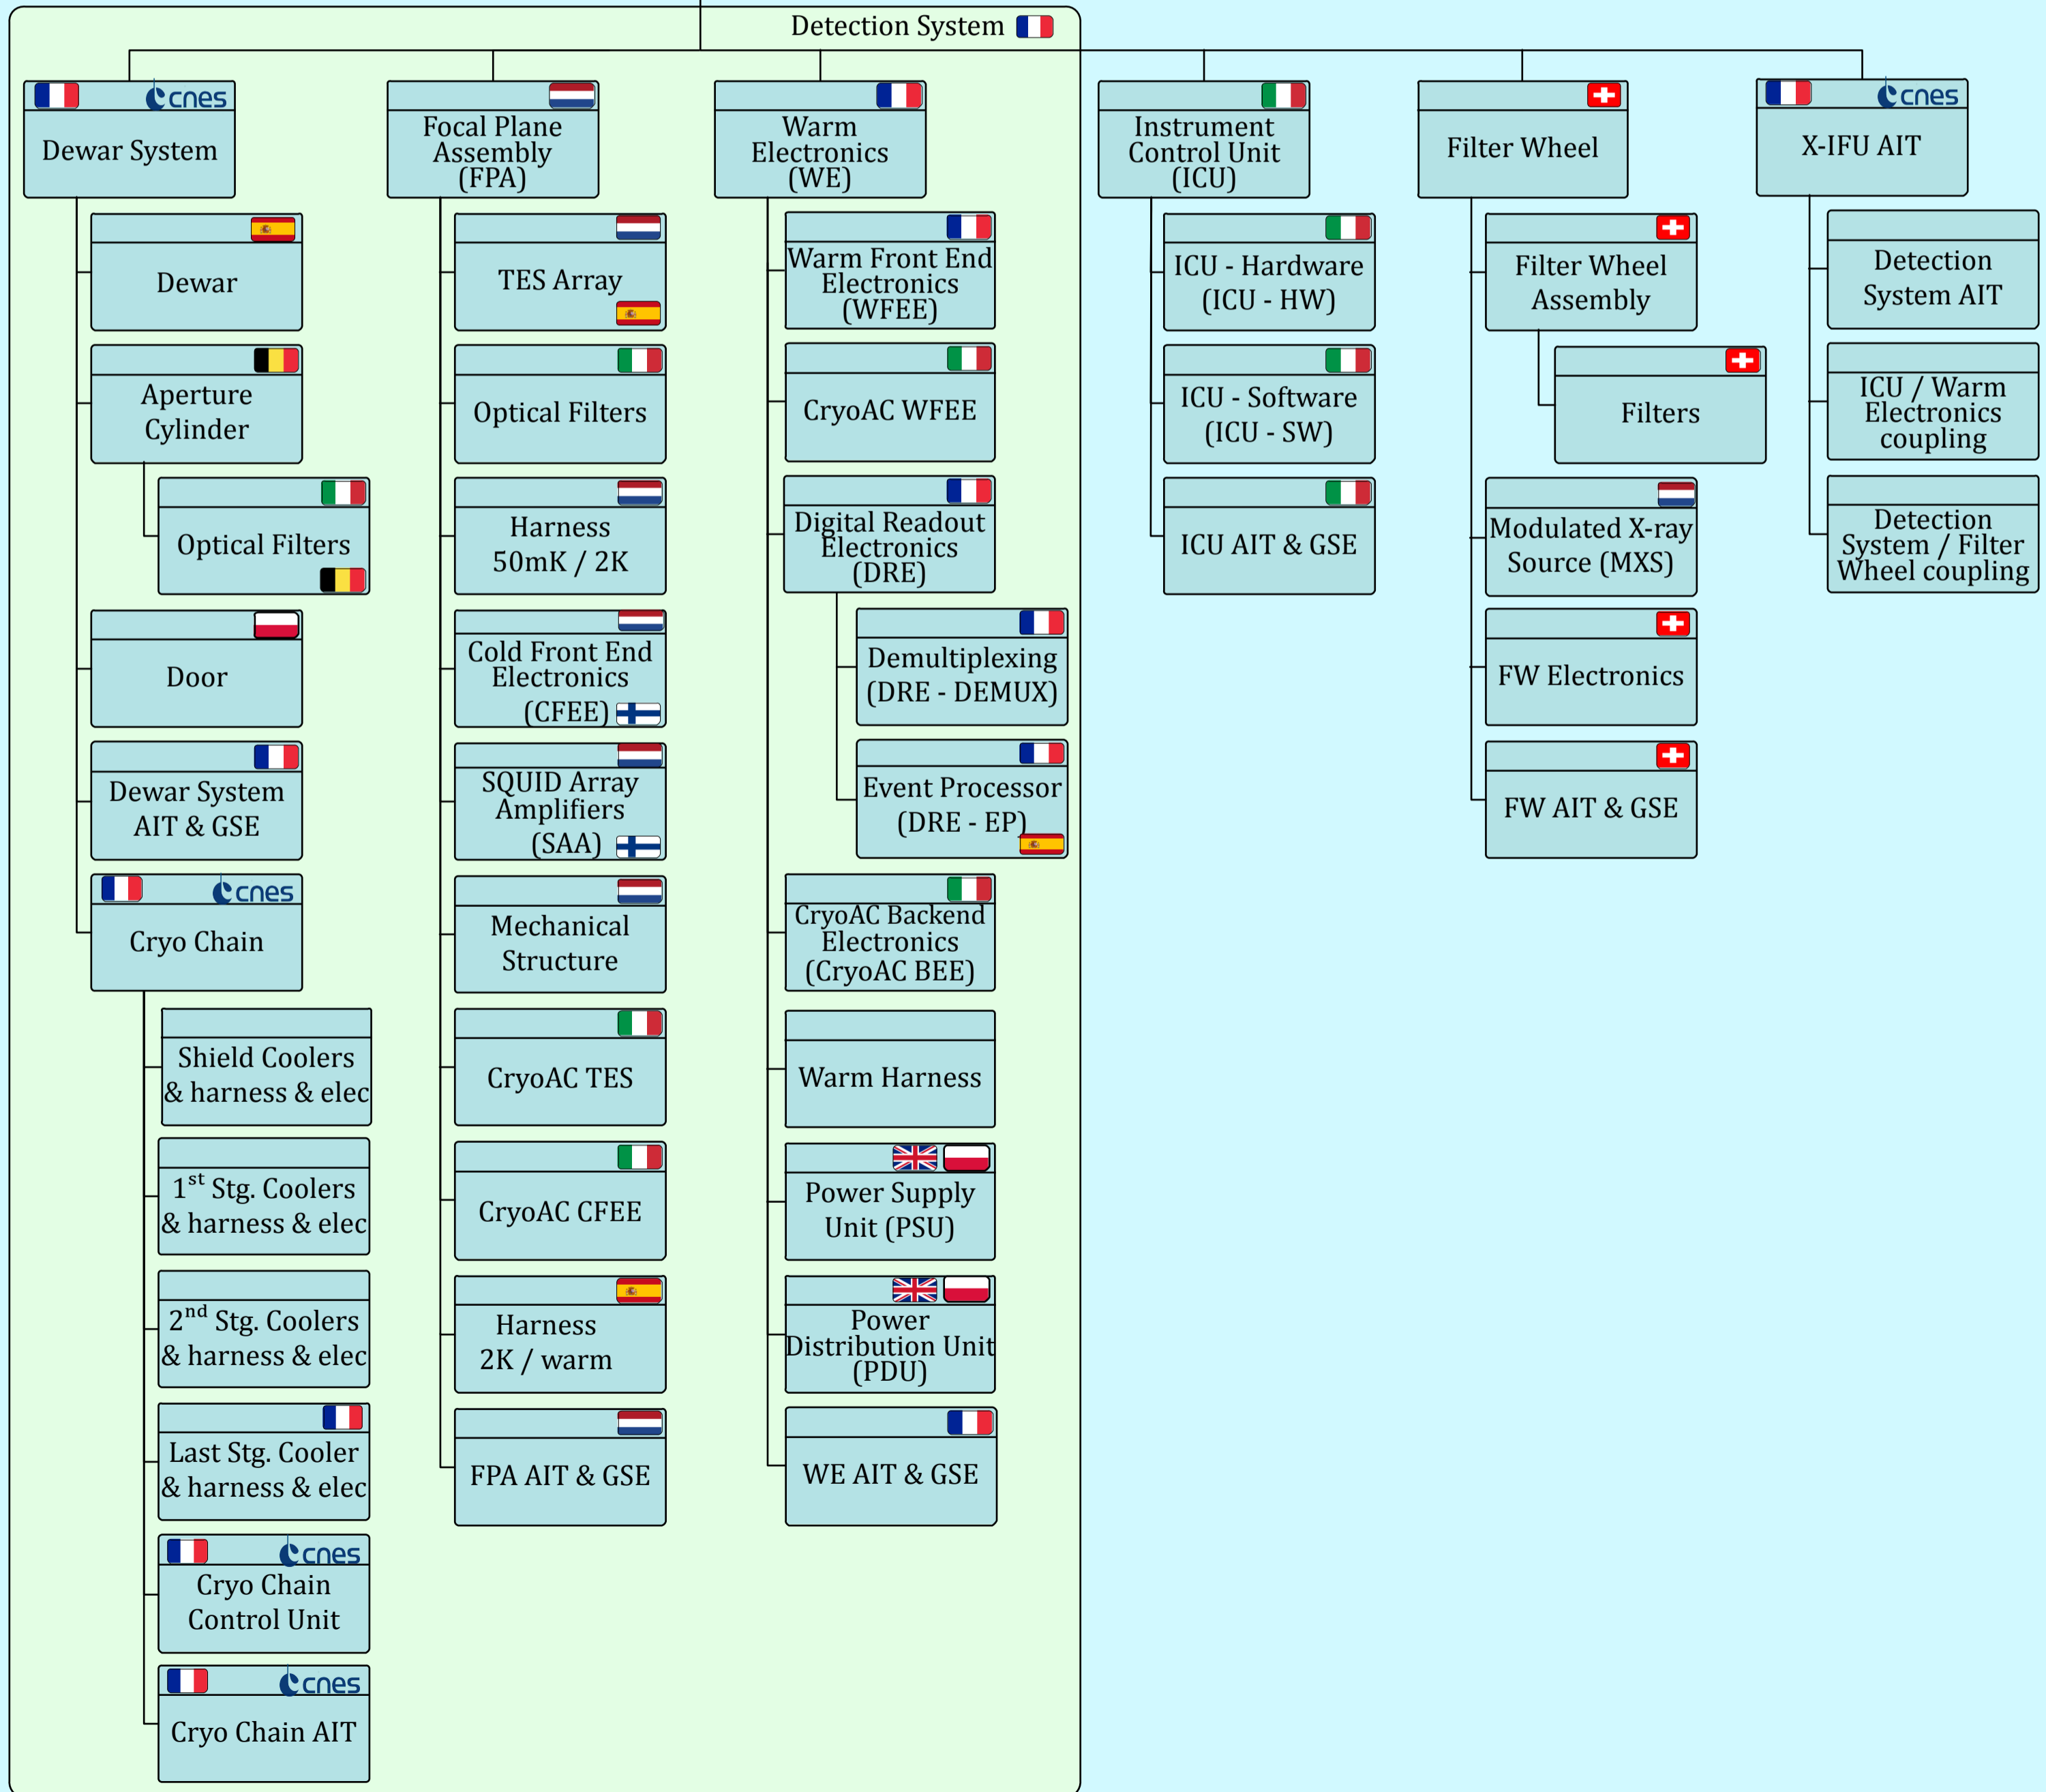 Detection System
cnes
Dewar System
Dewar
Aperture
Cylinder
Optical Filters
Door
Dewar System
AIT & GSE
cnes
Cryo Chain
Shield Coolers
& harness & elec
1st Stg. Coolers
& harness & elec
2nd Stg. Coolers
& harness & elec
Last Stg. Cooler
& harness & elec
cnes
Cryo Chain
Control Unit
cnes
Cryo Chain AIT
Focal Plane
Assembly
(FPA)
TES Array
Optical Filters
Harness
50mK / 2K
Cold Front End
Electronics
(CFEE)
SQUID Array
Amplifiers
(SAA)
Mechanical
Structure
CryoAC TES
CryoAC CFEE
Harness
2K / warm
FPA AIT & GSE
Warm
Electronics
(WE)
Warm Front End
Electronics
(WFEE)
CryoAC WFEE
Digital Readout
Electronics
(DRE)
Demultiplexing
(DRE - DEMUX)
Event Processor
(DRE - EP)
CryoAC Backend
Electronics
(CryoAC BEE)
Warm Harness
Power Supply
Unit (PSU)
Power
Distribution Unit
(PDU)
WE AIT & GSE
Instrument
Control Unit
(ICU)
ICU - Hardware
(ICU - HW)
ICU - Software
(ICU - SW)
ICU AIT & GSE
Filter Wheel
Filter Wheel
Assembly
Filters
Modulated X-ray
Source (MXS)
FW Electronics
FW AIT & GSE
cnes
X-IFU AIT
Detection
System AIT
ICU / Warm
Electronics
coupling
Detection
System / Filter
Wheel coupling